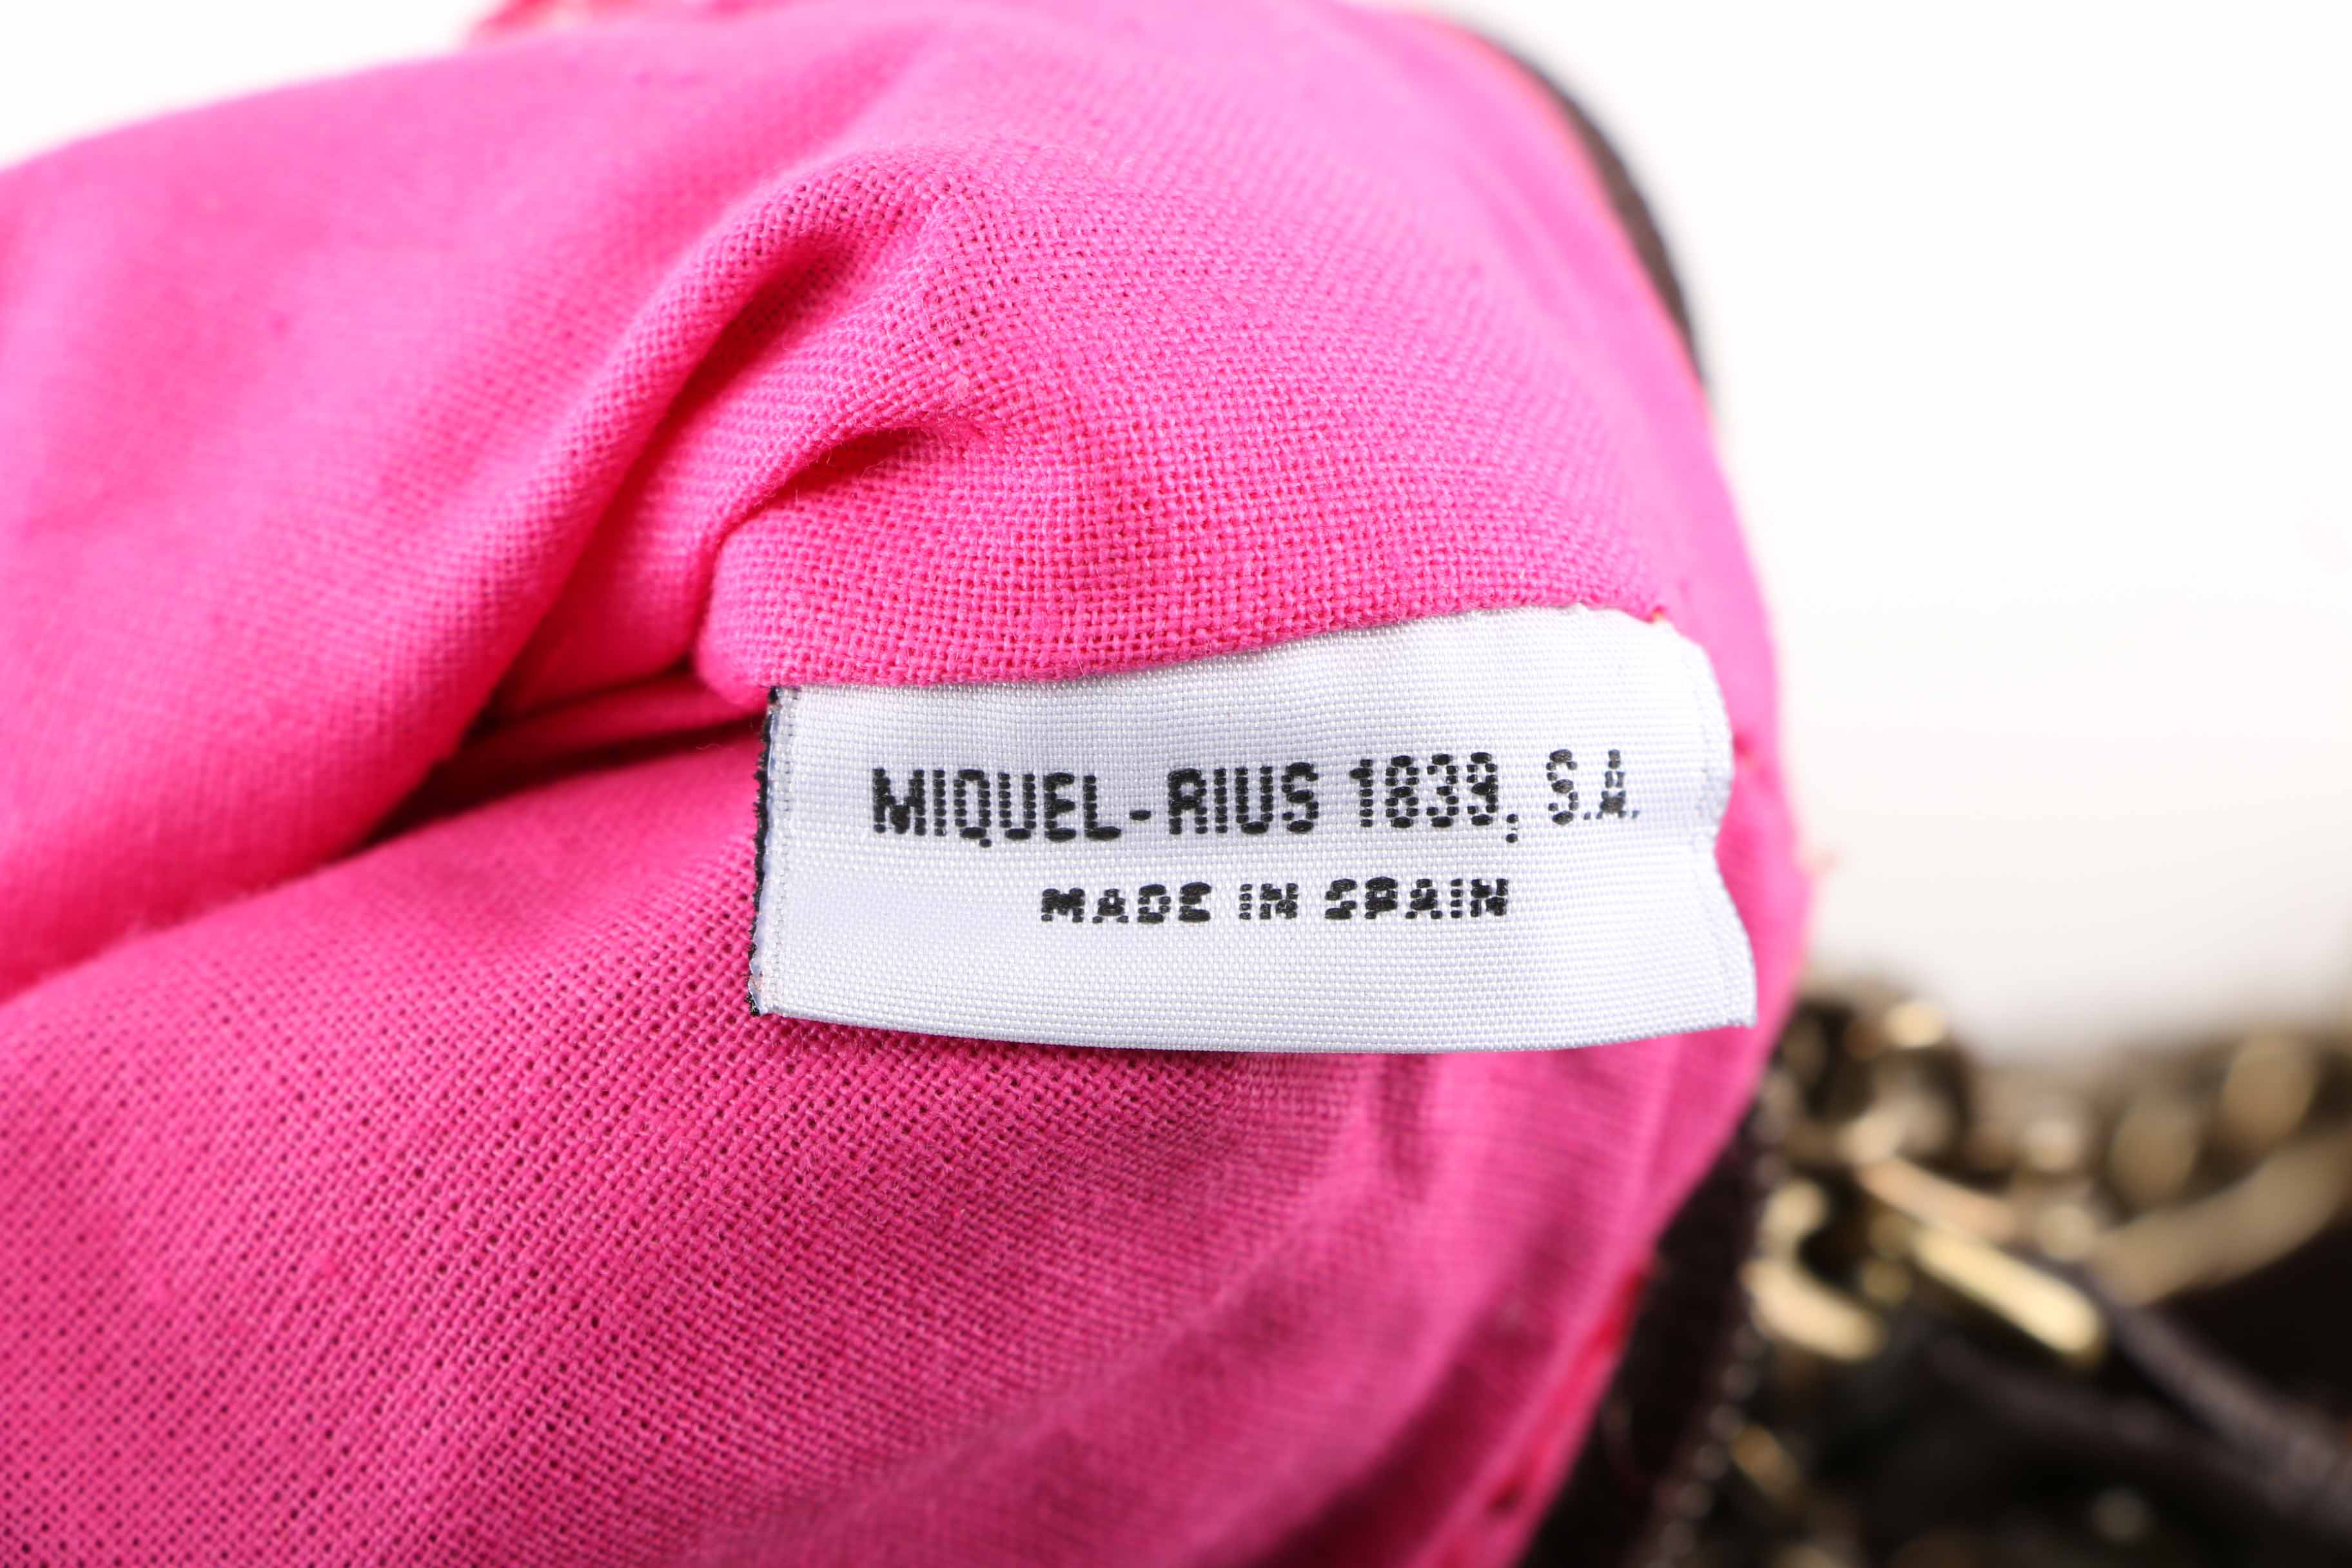 MIQUEL-RIUS 1839, S.A.
MADE IN SPAIN